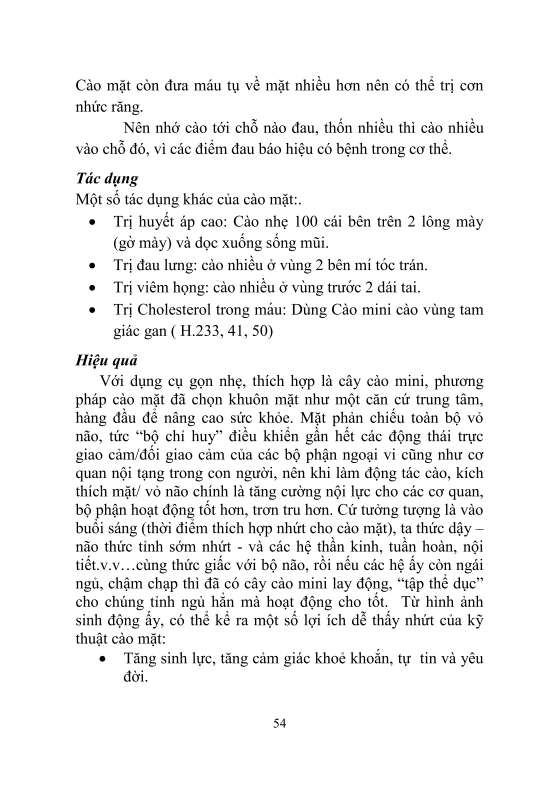 Cào mặt còn đưa máu tụ về mặt nhiều hơn nên có thể trị cơn
nhức răng.
Nên nhớ cào tới chỗ nào đau, thốn nhiều thì cào nhiều
vào chỗ đó, vì các điểm đau báo hiệu có bệnh trong cơ thể.
Tác dụng
Một số tác dụng khác của cào mặt:.
• Trị huyết áp cao: Cào nhẹ 100 cái bên trên 2 lông mày
(gờ mày) và dọc xuống sống mũi.
• Trị đau lưng: cào nhiều ở vùng 2 bên mí tóc trán.
• Trị viêm họng: cào nhiều ở vùng trước 2 dái tai.
• Trị Cholesterol trong máu: Dùng Cào mini cào vùng tam
giác gan ( H.233, 41, 50)
Hiệu quả
Với dụng cụ gọn nhẹ, thích hợp là cây cào mini, phương
pháp cào mặt đã chọn khuôn mặt như một căn cứ trung tâm,
hàng đầu để nâng cao sức khỏe. Mặt phản chiếu toàn bộ vỏ
não, tức “bộ chỉ huy” điều khiển gần hết các động thái trực
giao cảm/đối giao cảm của các bộ phận ngoại vi cũng như cơ
quan nội tạng trong con người, nên khi làm động tác cào, kích
thích mặt/ vỏ não chính là tăng cường nội lực cho các cơ quan,
bộ phận hoạt động tốt hơn, trơn tru hơn. Cứ tưởng tượng là vào
buổi sáng (thời điểm thích hợp nhứt cho cào mặt), ta thức dậy –
não thức tỉnh sớm nhứt - và các hệ thần kinh, tuần hoàn, nội
tiết.v.v…cùng thức giấc với bộ não, rồi nếu các hệ ấy còn ngái
ngủ, chậm chạp thì đã có cây cào mini lay động, “tập thể dục”
cho chúng tỉnh ngủ hẳn mà hoạt động cho tốt. Từ hình ảnh
sinh động ấy, có thể kể ra một số lợi ích dễ thấy nhứt của kỹ
thuật cào mặt:
• Tăng sinh lực, tăng cảm giác khoẻ khoắn, tự tin và yêu
đời.
54